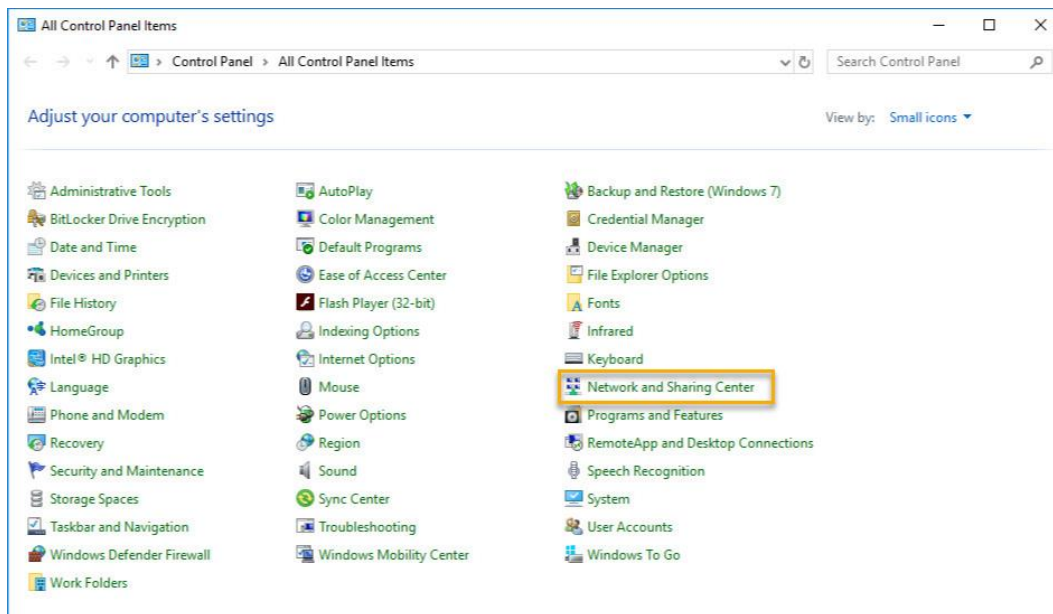 All Control Panel Items
Control Panel > All Control Panel Items
Search Control Panel
Adjust your computer's settings
View by: Small icons
Administrative Tools
AutoPlay
Backup and Restore (Windows 7)
BitLocker Drive Encryption
Color Management
Credential Manager
Date and Time
Default Programs
Device Manager
Devices and Printers
Ease of Access Center
File Explorer Options
File History
Flash Player (32-bit)
Fonts
HomeGroup
Indexing Options
Infrared
Intel® HD Graphics
Internet Options
Keyboard
Language
Mouse
Network and Sharing Center
Phone and Modem
Power Options
Programs and Features
Recovery
Region
RemoteApp and Desktop Connections
Security and Maintenance
Sound
Speech Recognition
Storage Spaces
Sync Center
System
Taskbar and Navigation
Troubleshooting
User Accounts
Windows Defender Firewall
Windows Mobility Center
Windows To Go
Work Folders